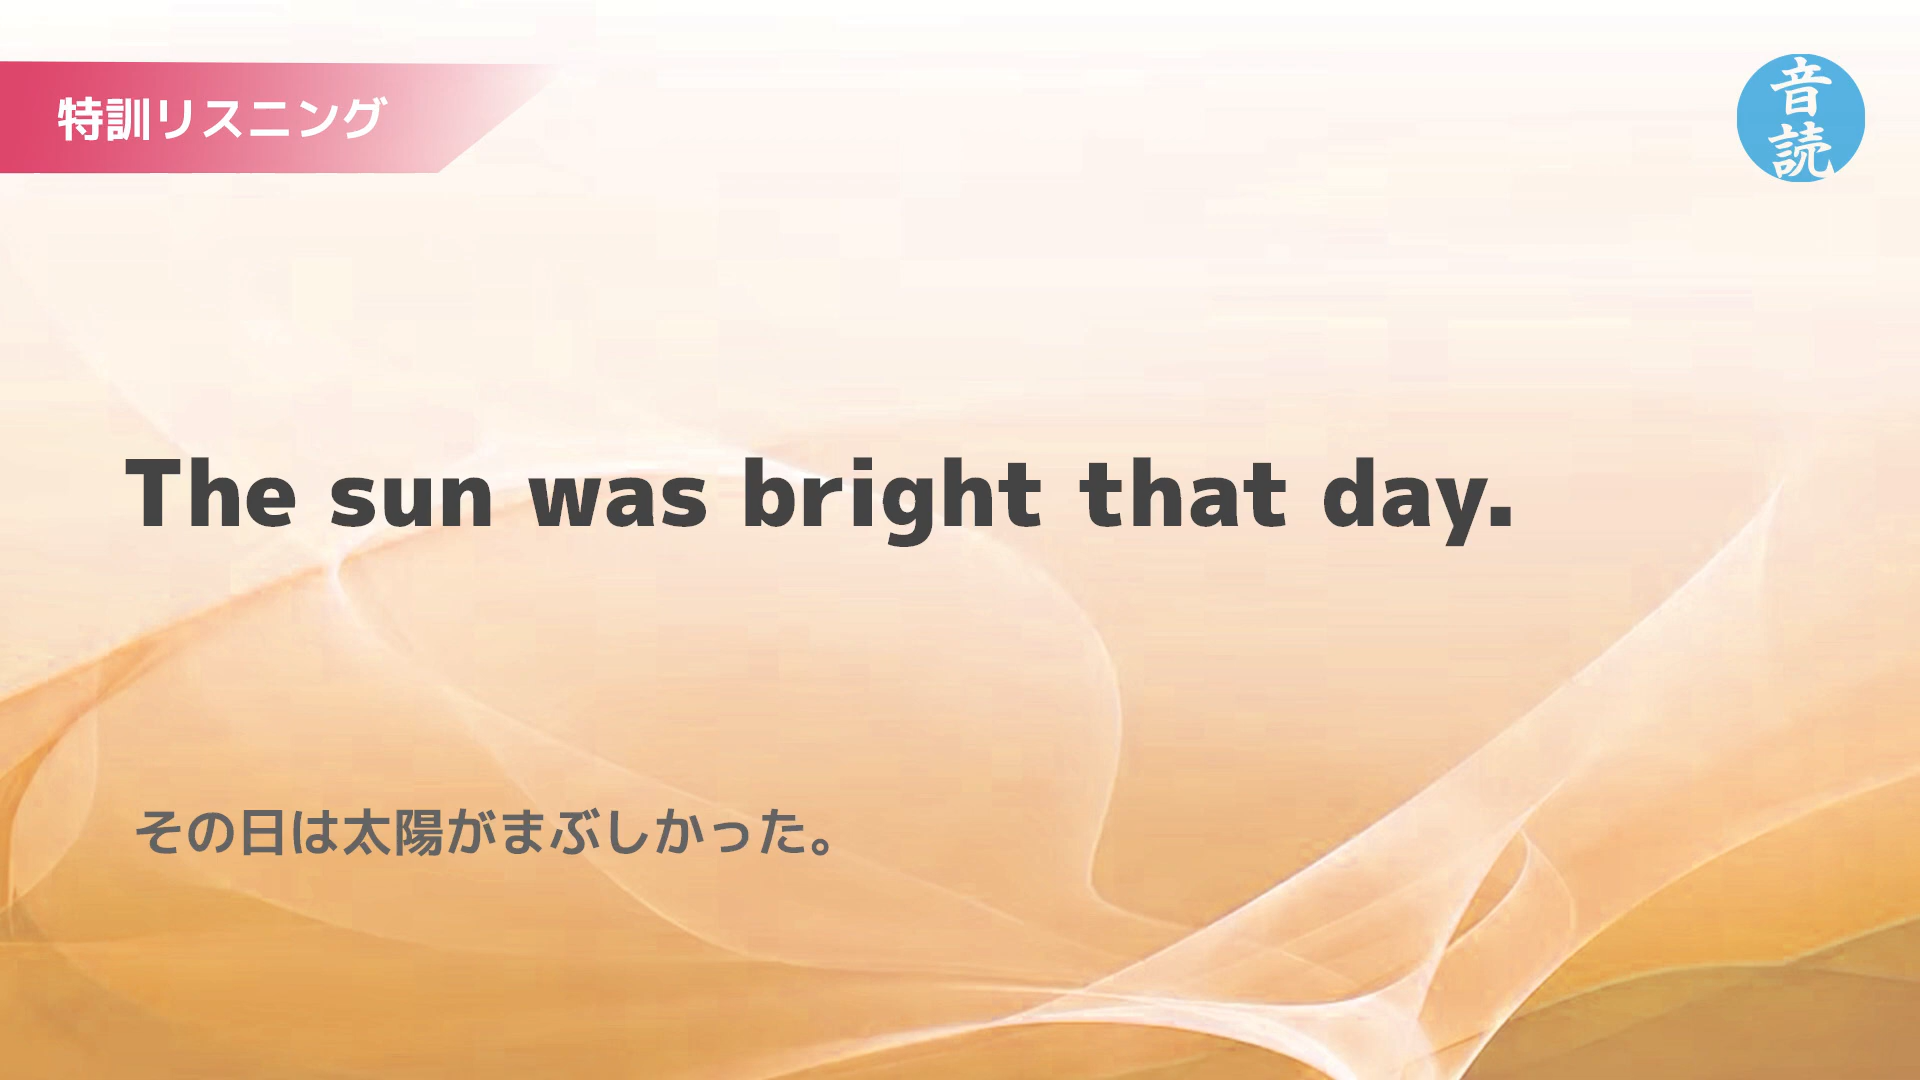 特訓リスニング
音読
The sun was bright that day.
その日は太陽がまぶしかった。